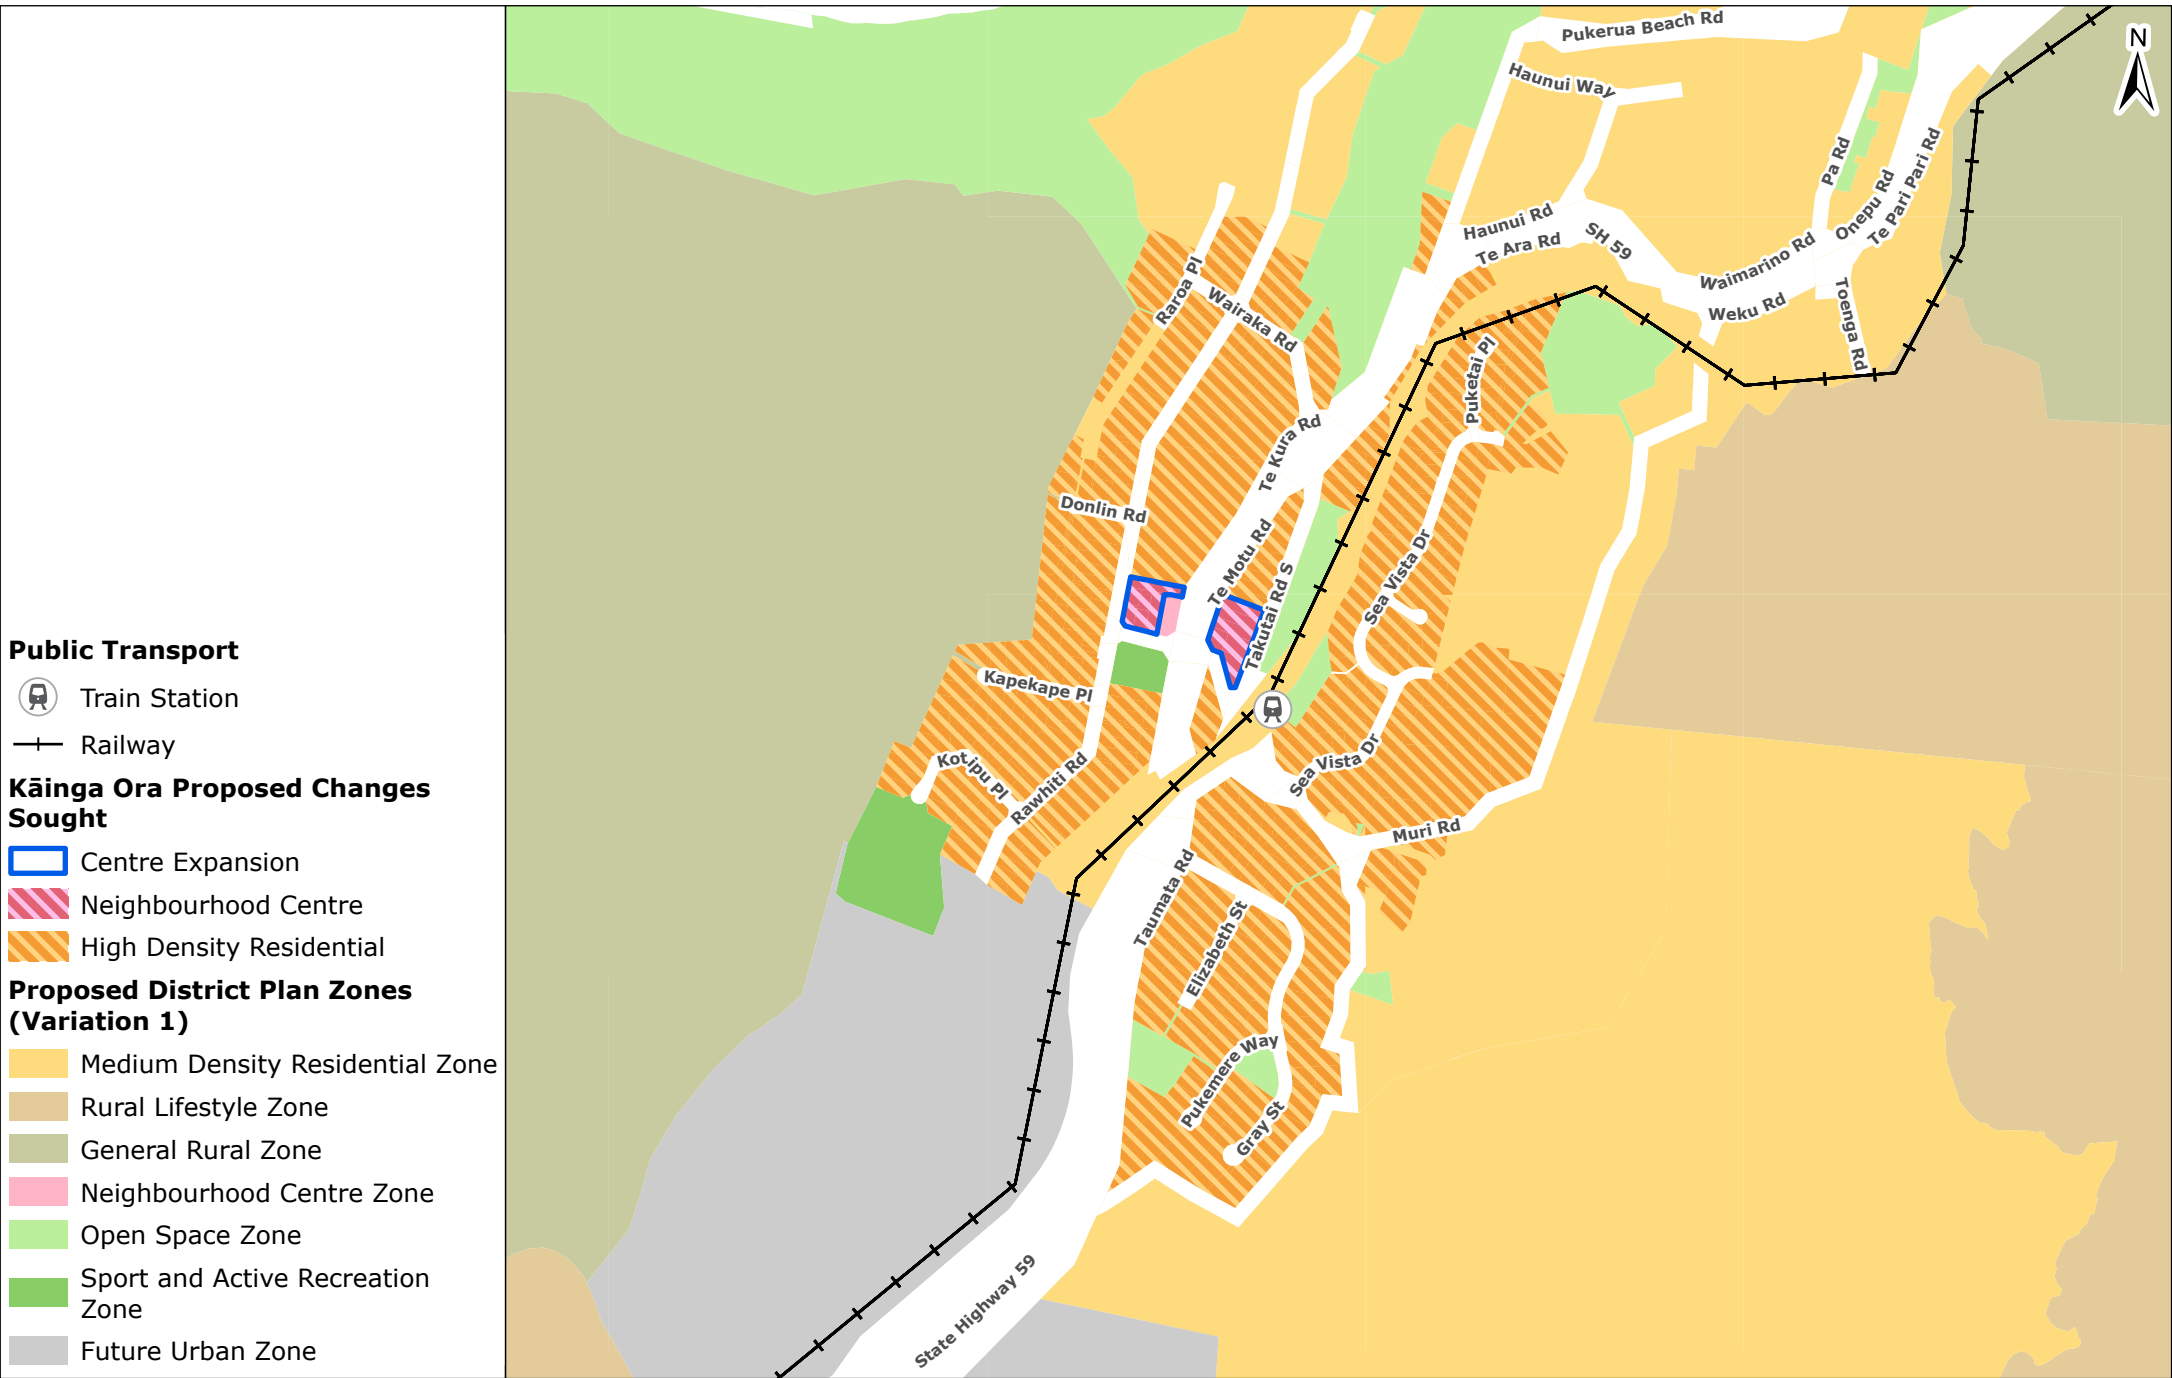 Public Transport
Train Station
Railway
Kāinga Ora Proposed Changes
Sought
Centre Expansion
Neighbourhood Centre
High Density Residential
Proposed District Plan Zones
(Variation 1)
Medium Density Residential Zone
Rural Lifestyle Zone
General Rural Zone
Neighbourhood Centre Zone
Open Space Zone
Sport and Active Recreation
Zone
Future Urban Zone
N
Pukerua Beach Rd
Haunui Way
Pa Rd
Onepu Rd
Te Pari Pari Rd
Haunui Rd
Te Ara Rd
SH 59
Waimarino Rd
Weku Rd
Toenga Rd
Raroa Pl
Wairaka Rd
Puketai Pl
Te Kura Rd
Donlin Rd
Te Motu Rd
Takutai Rd S
Sea Vista Dr
Kapekape Pl
Kotipu Pl
Rawhiti Rd
Sea Vista Dr
Muri Rd
Taumata Rd
Elizabeth St
Pukemere Way
Gray St
State Highway 59